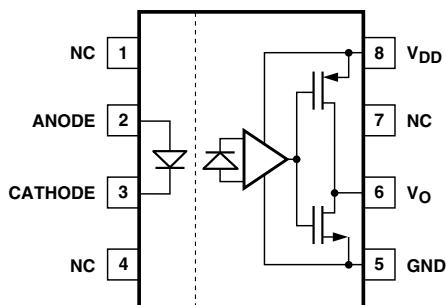 NC 1
ANODE 2
CATHODE 3
NC 4
8 VDD
7 NC
6 VO
5 GND